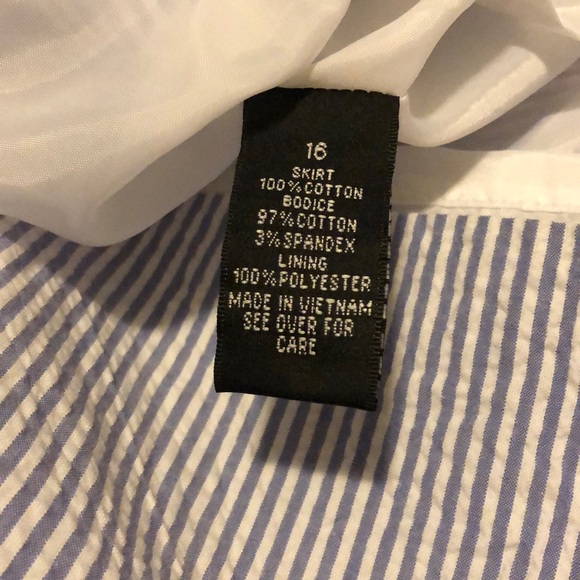 16
SKIRT
100% COTTON
BODICE
97% COTTON
3% SPANDEX
LINING
100% POLYESTER
MADE IN VIETNAM
SEE OVER FOR
CARE